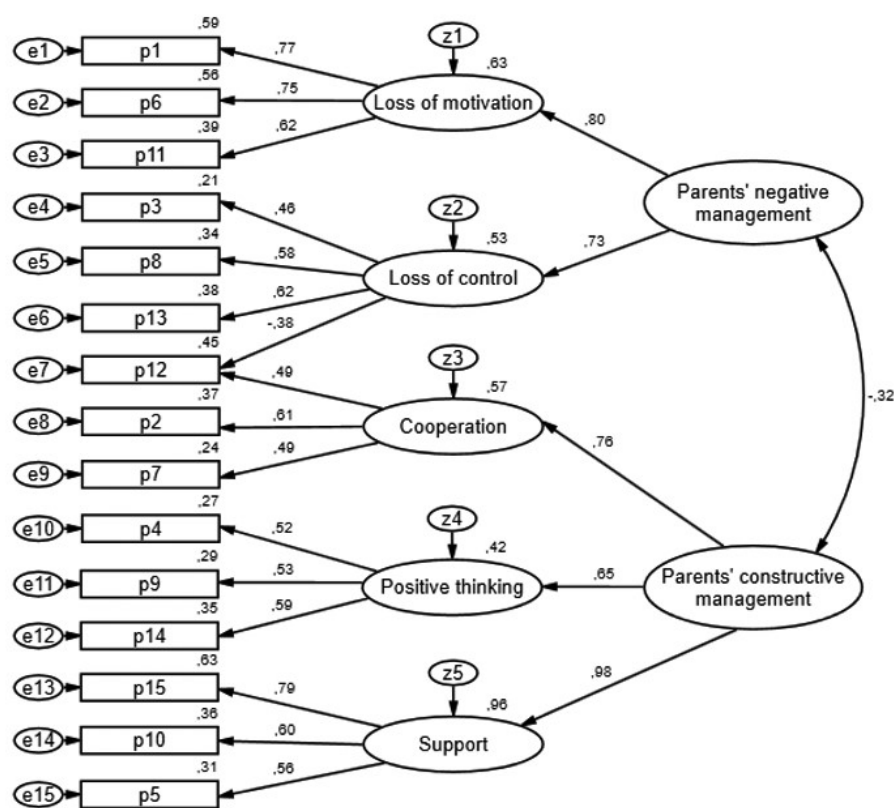 ,59
e1 p1 ,77
z1
,63
,56
e2 p6 ,75
Loss of motivation
,39
e3 p11 ,62
,80
,21
e4 p3 ,46
z2
,53
Parents' negative
management
,34
e5 p8 ,58
Loss of control
,73
,38
e6 p13 ,62
-,38
,45
e7 p12 ,49
z3
,57
-,32
,37
e8 p2 ,61
Cooperation
,24
e9 p7 ,49
,76
,27
e10 p4 ,52
z4
,42
,29
e11 p9 ,53
Positive thinking
,65
Parents' constructive
management
,35
e12 p14 ,59
,63
e13 p15 ,79
z5
,96
,98
,36
e14 p10 ,60
Support
,31
e15 p5 ,56